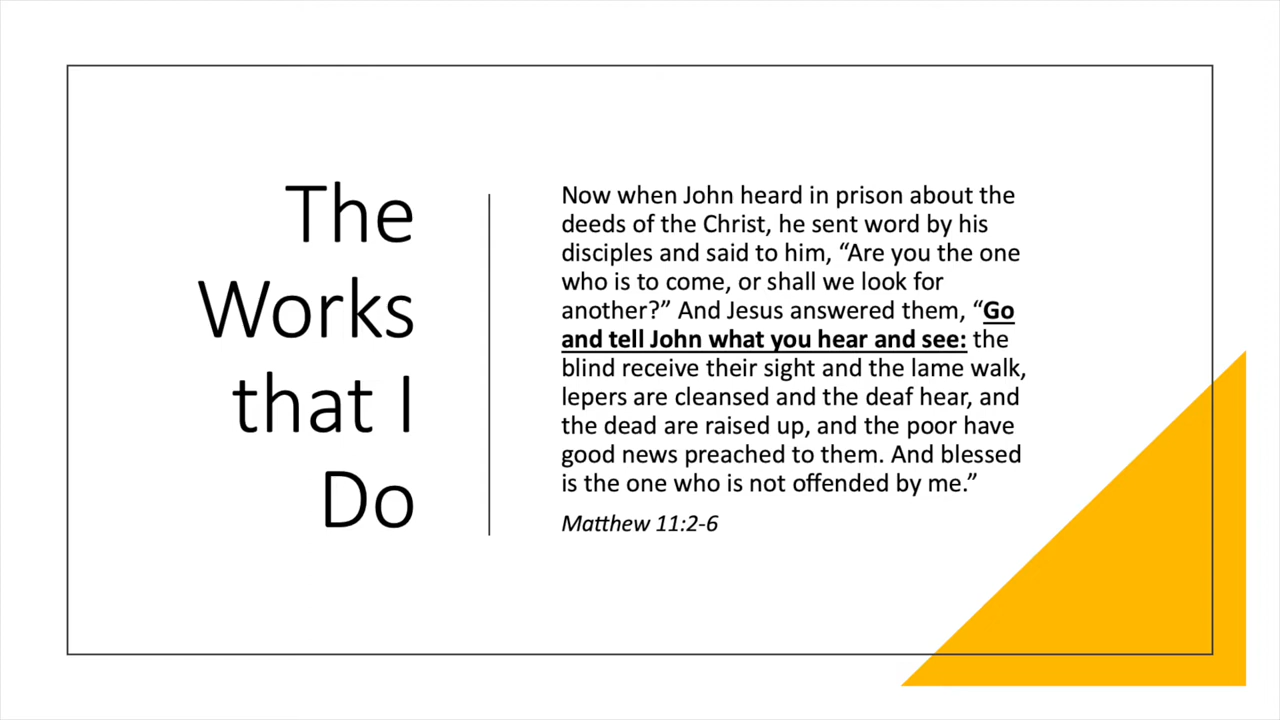 The
Works
that I
Do
Now when John heard in prison about the
deeds of the Christ, he sent word by his
disciples and said to him, “Are you the one
who is to come, or shall we look for
another?” And Jesus answered them, “Go
and tell John what you hear and see: the
blind receive their sight and the lame walk,
lepers are cleansed and the deaf hear, and
the dead are raised up, and the poor have
good news preached to them. And blessed
is the one who is not offended by me.”
Matthew 11:2-6